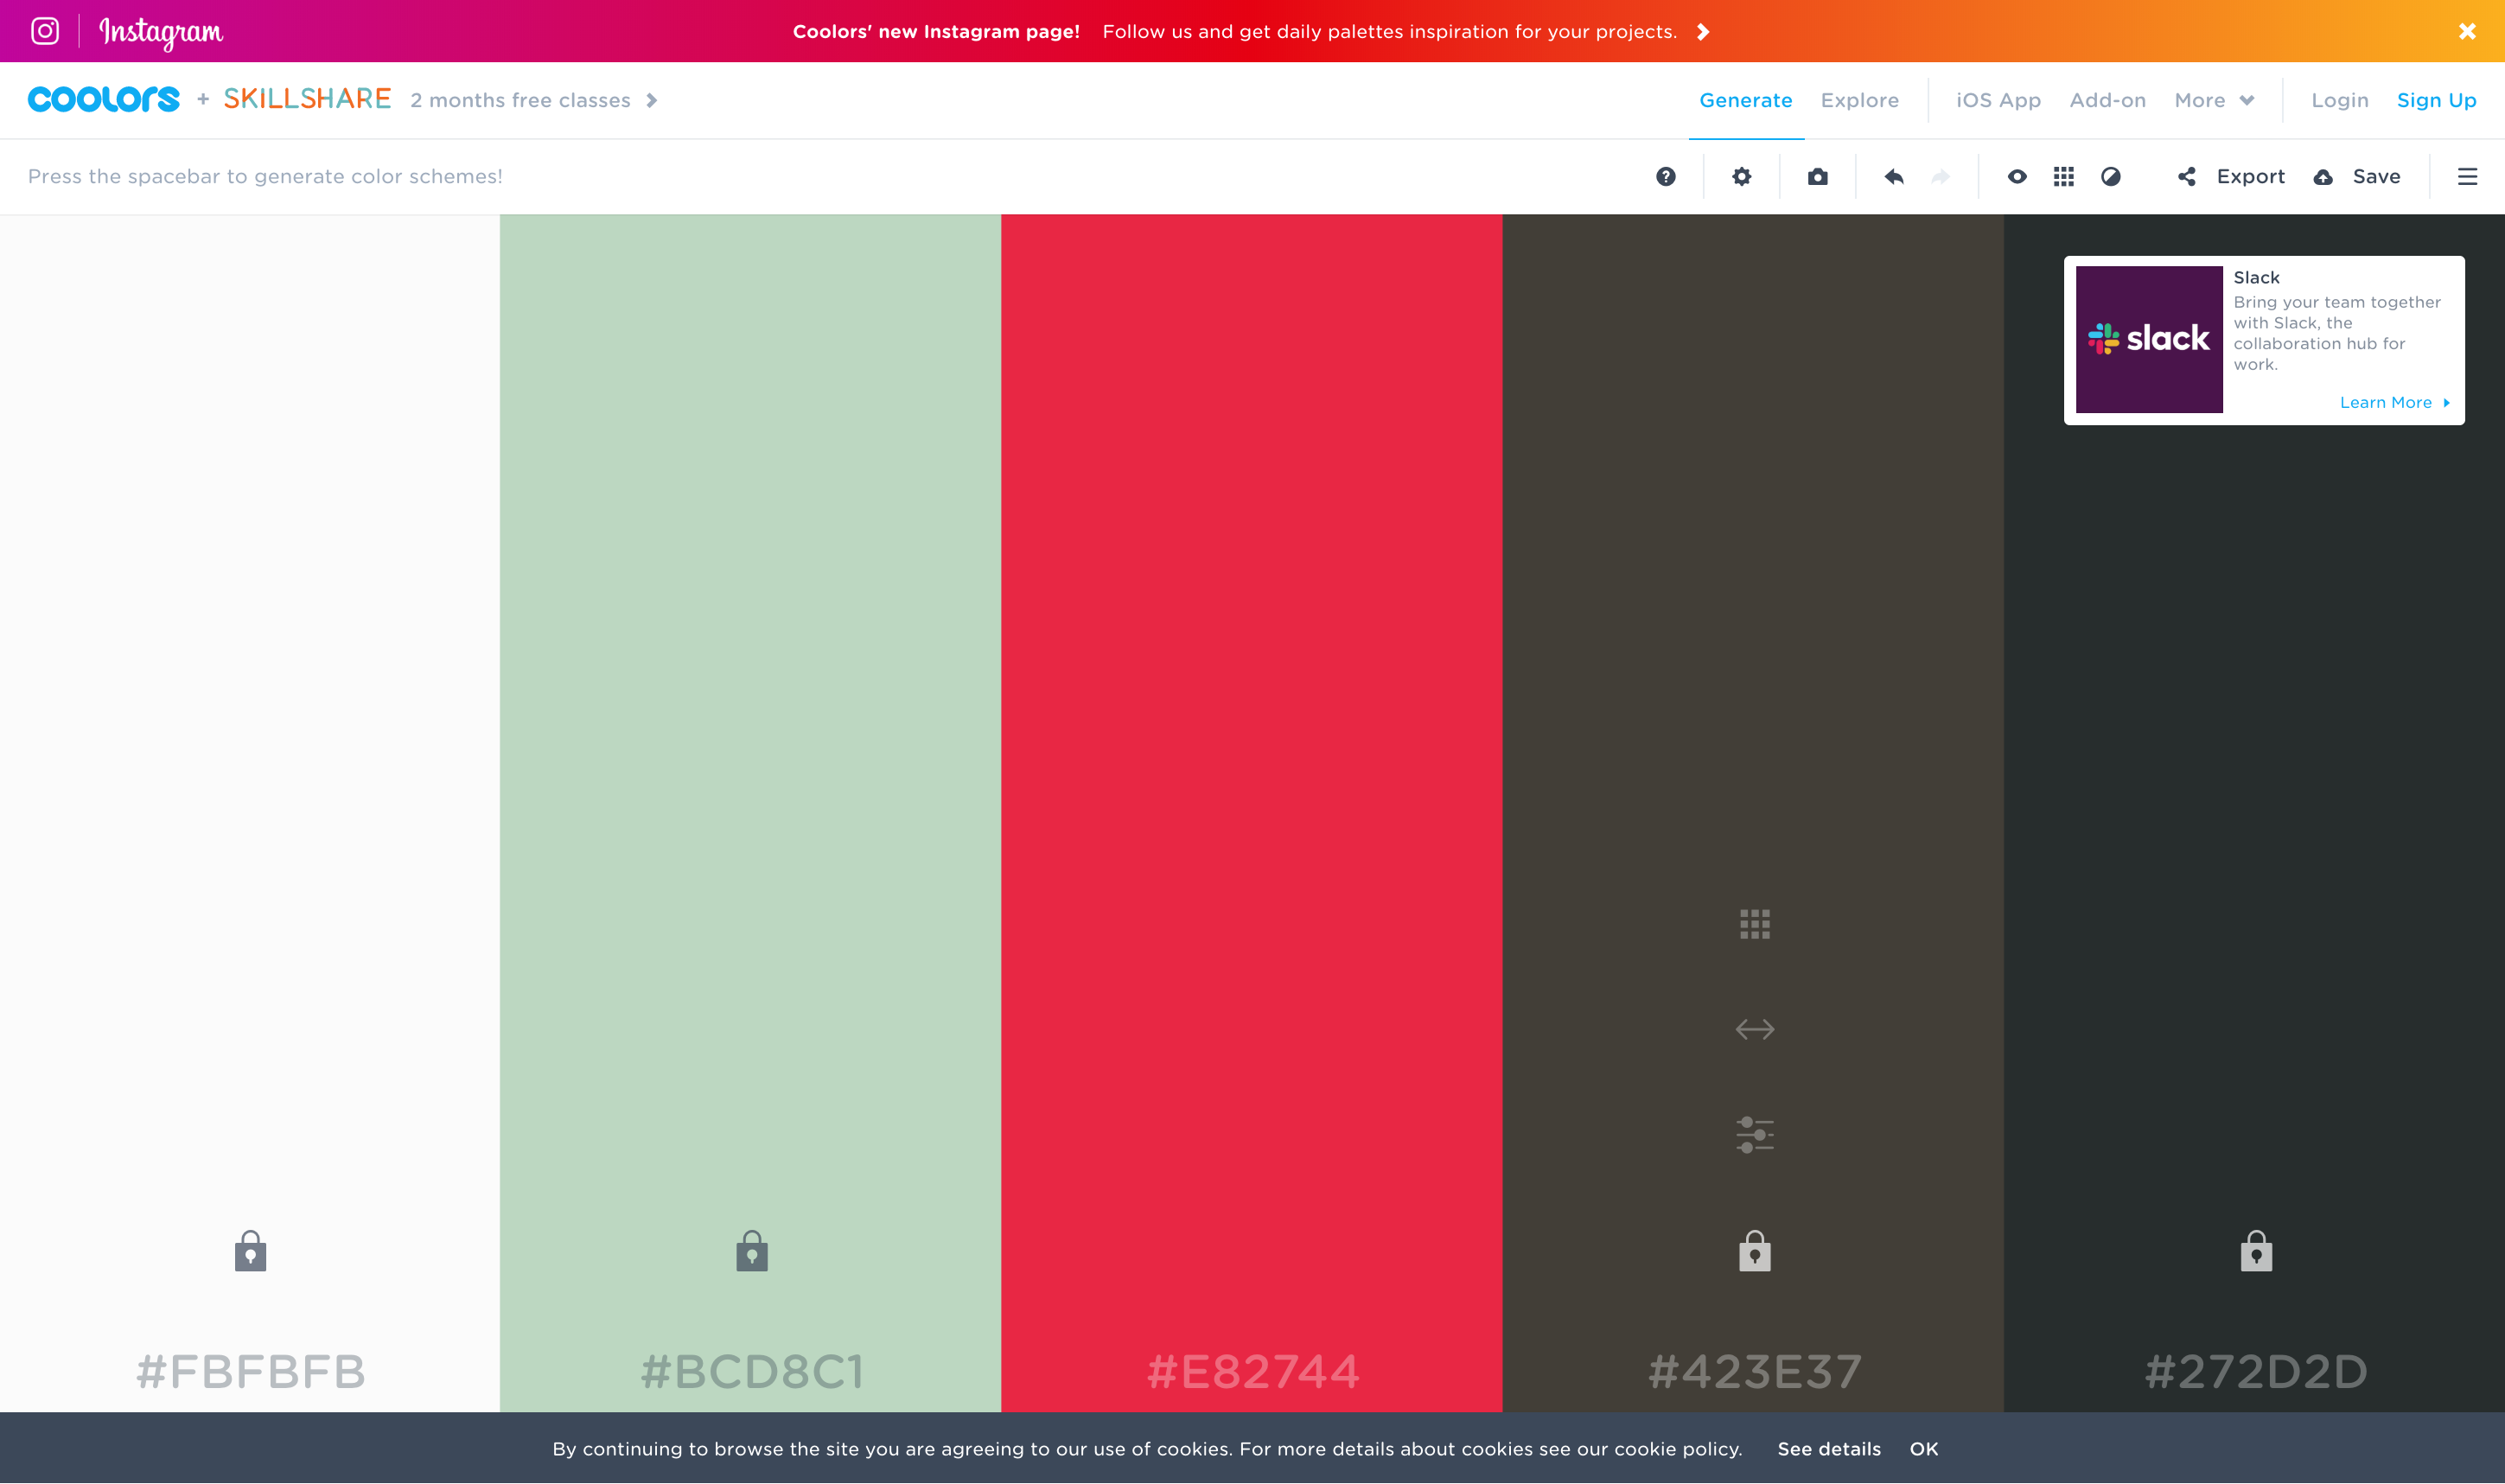 Instagram
Coolors' new Instagram page! Follow us and get daily palettes inspiration for your projects.
coolors + SKILLSHARE 2 months free classes
Generate Explore iOS App Add-on More Login Sign Up
Press the spacebar to generate color schemes!
Export Save
slack
Slack
Bring your team together
with Slack, the
collaboration hub for
work.
Learn More
#FBFBFB
#BCD8C1
#E82744
#423E37
#272D2D
By continuing to browse the site you are agreeing to our use of cookies. For more details about cookies see our cookie policy. See details OK